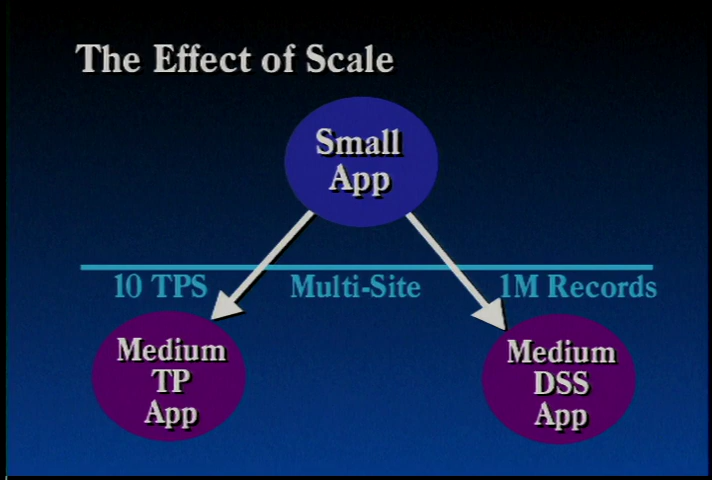 The Effect of Scale
Small
App
10 TPS
Multi-Site
1M Records
Medium
TP
App
Medium
DSS
App